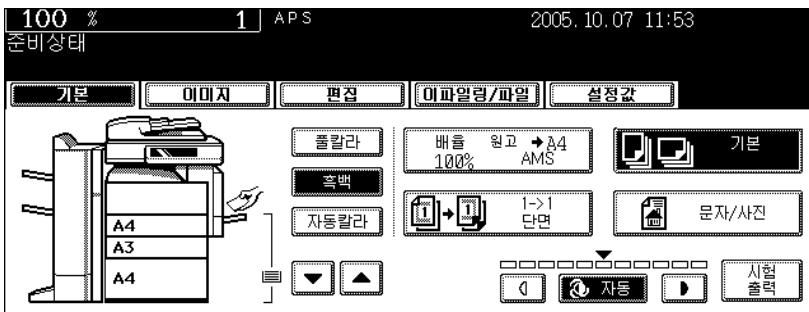 100 % 1 APS 2005.10.07 11:53
준비상태
기본 이미지 편집 이파일링/파일 설정값
풀칼라
흑백
자동칼라
배율 원고 → A4
100% AMS
기본
1->1
단면
문자/사진
A4
A3
A4
자동
시험
출력